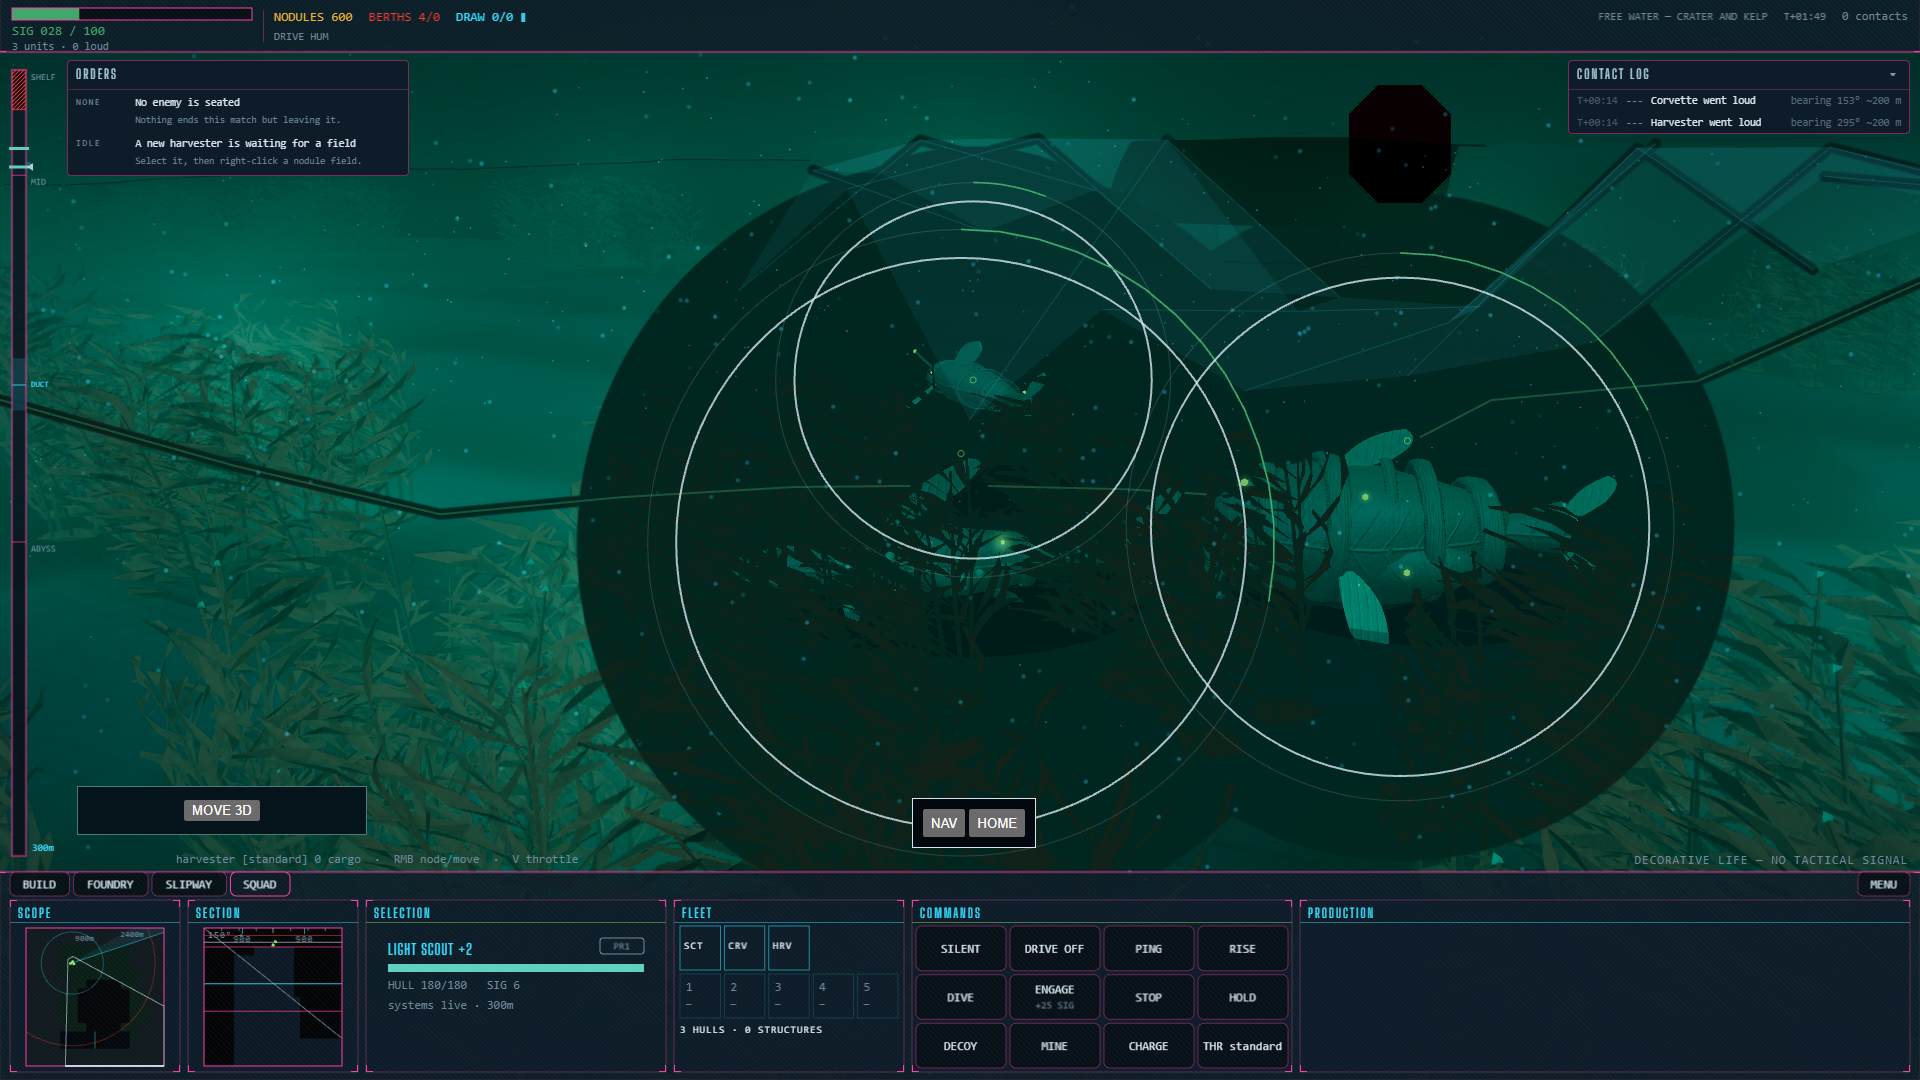 SIG 028 / 100
3 units · 0 loud
NODULES 600 BERTHS 4/0 DRAW 0/0
DRIVE HUM
FREE WATER — CRATER AND KELP T+01:49 0 contacts
SHELF
MID
DUCT
ABYSS
300m
ORDERS
NONE No enemy is seated
Nothing ends this match but leaving it.
IDLE A new harvester is waiting for a field
Select it, then right-click a nodule field.
CONTACT LOG
T+00:14 --- Corvette went loud bearing 153° ~200 m
T+00:14 --- Harvester went loud bearing 295° ~200 m
MOVE 3D
NAV HOME
harvester [standard] 0 cargo · RMB node/move · V throttle
DECORATIVE LIFE — NO TACTICAL SIGNAL
BUILD FOUNDRY SLIPWAY SQUAD MENU
SCOPE
900m 2400m
SECTION
150°
900 900
SELECTION
LIGHT SCOUT +2 PR1
HULL 180/180 SIG 6
systems live · 300m
FLEET
SCT CRV HRV
1 2 3 4 5
– – – – –
3 HULLS · 0 STRUCTURES
COMMANDS
SILENT DRIVE OFF PING RISE
DIVE ENGAGE STOP HOLD
+25 SIG
DECOY MINE CHARGE THR standard
PRODUCTION